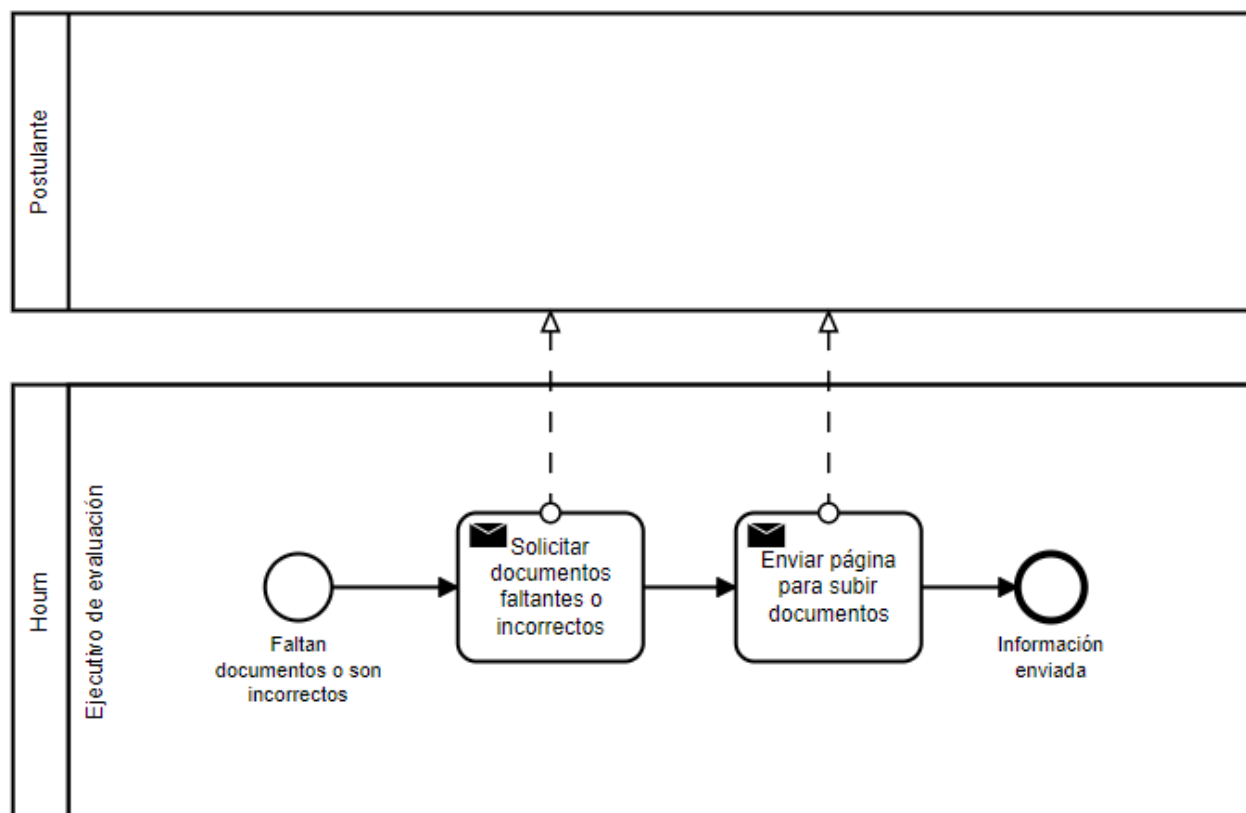 Postulante
Houm
Ejecutivo de evaluación
Faltan
documentos o son
incorrectos
Solicitar
documentos
faltantes o
incorrectos
Enviar página
para subir
documentos
Información
enviada